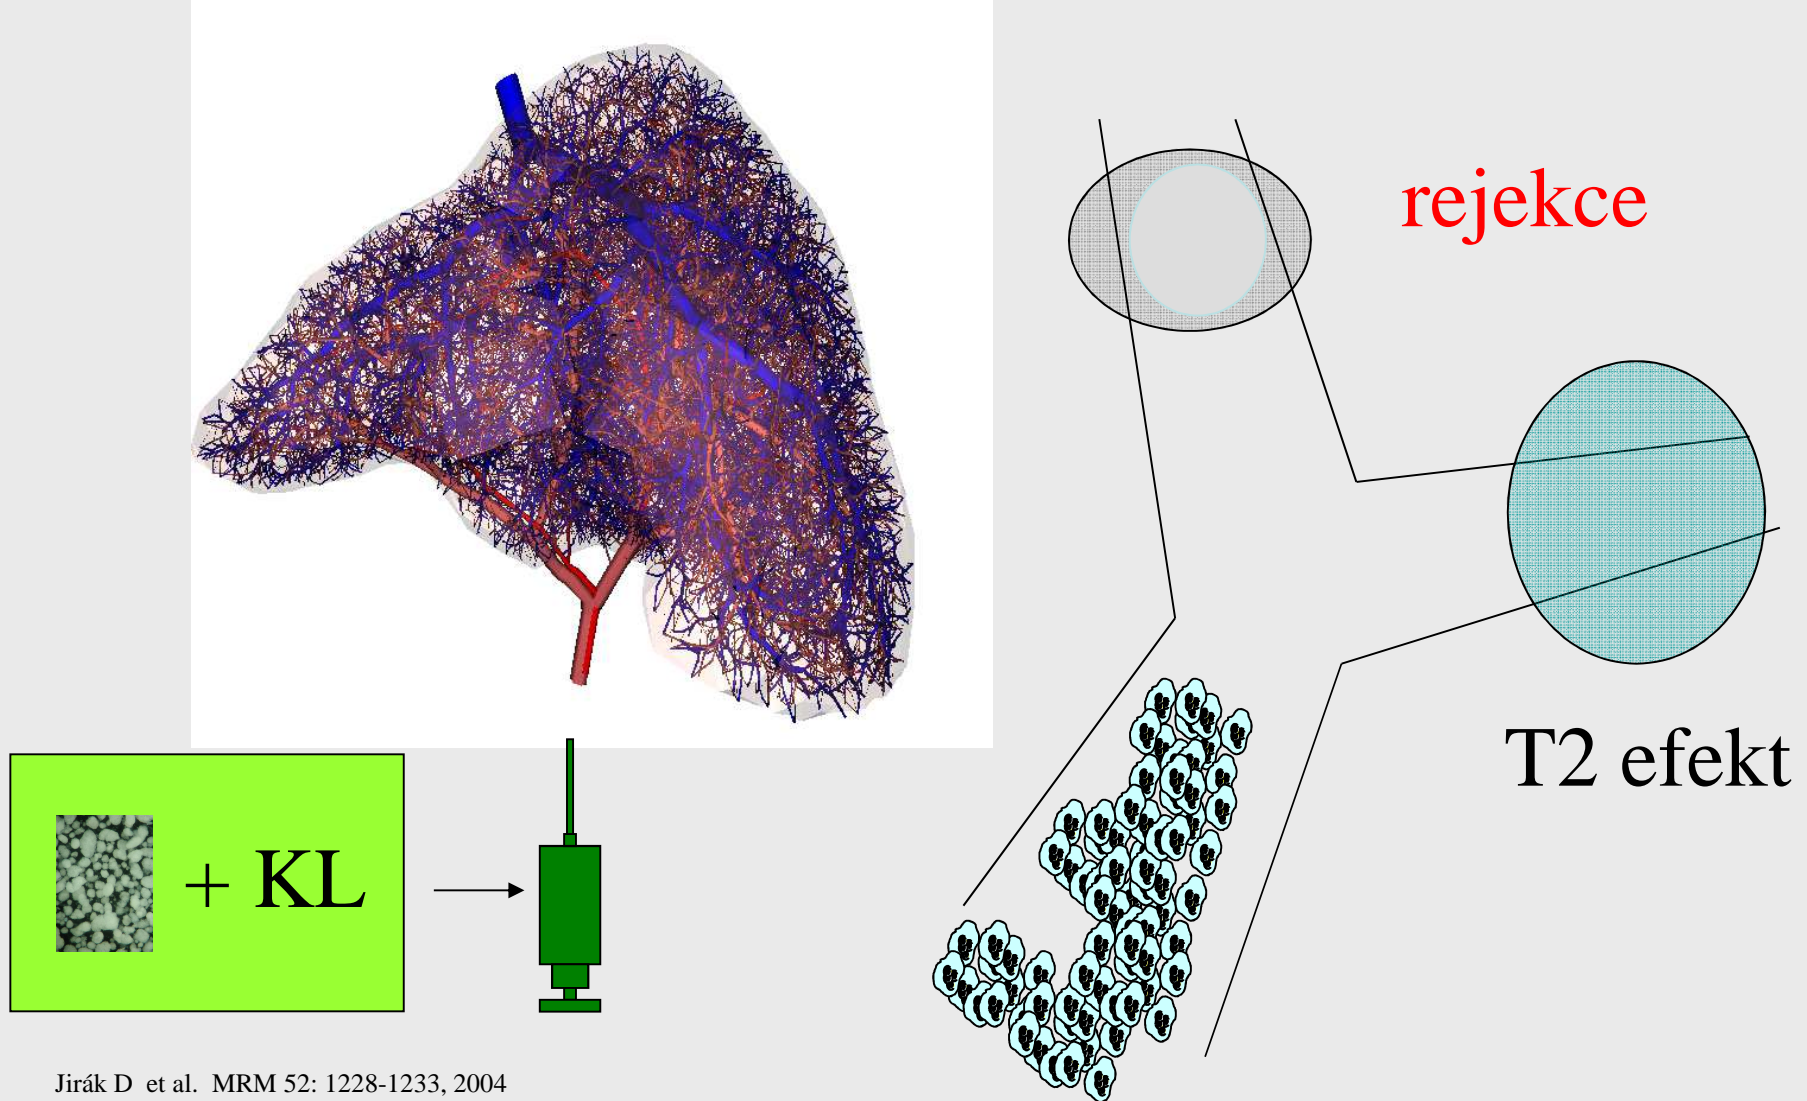 rejekce
T2 efekt
+ KL
Jirák D et al. MRM 52: 1228-1233, 2004